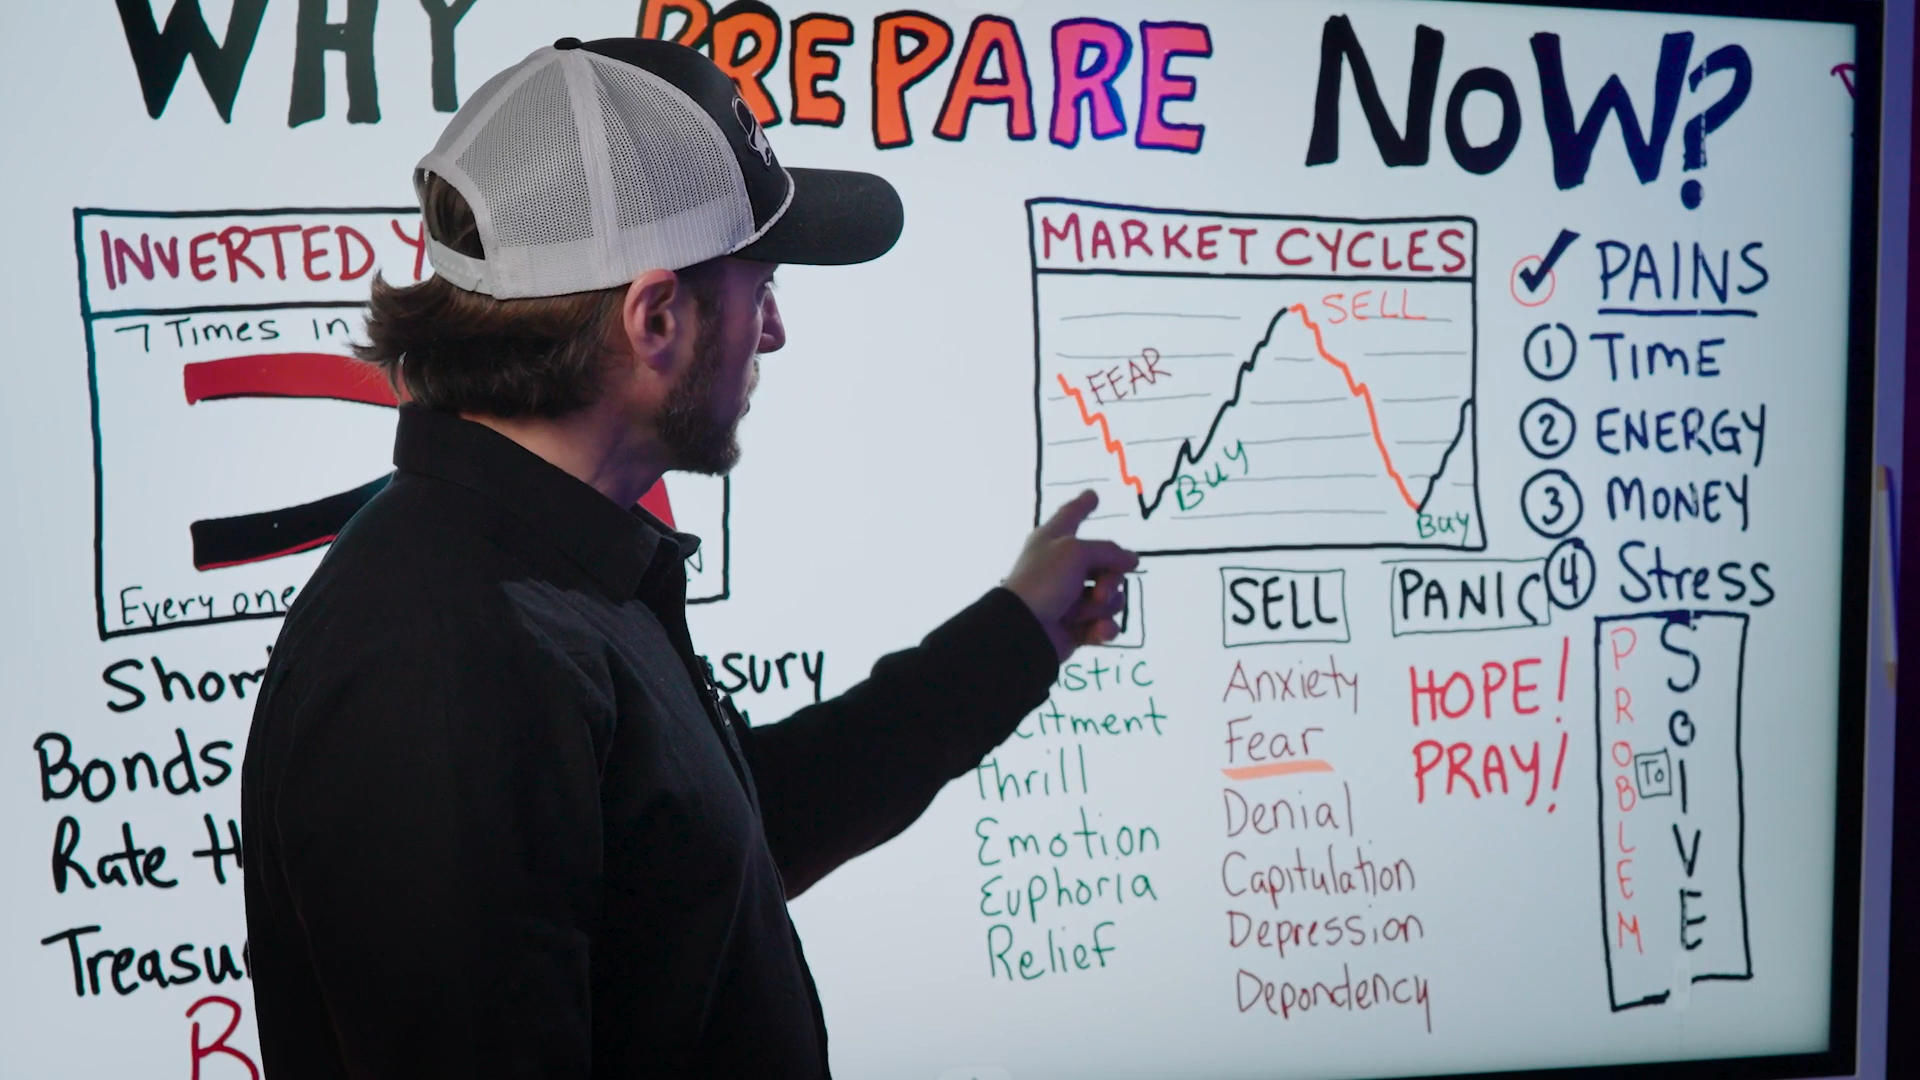 WHY PREPARE NOW?
INVERTED Y
7 Times in
Every one
Bonds
Rate H
MARKET CYCLES
FEAR
SELL
Buy
Buy
SELL
Anxiety
Fear
Denial
Capitulation
Depression
Depondency
PANIC
HOPE!
PRAY!
Thrill
Emotion
Euphoria
Relief
PAINS
1 TIME
2 ENERGY
3 MONEY
4 Stress
PROBLEM
To
SOlVE